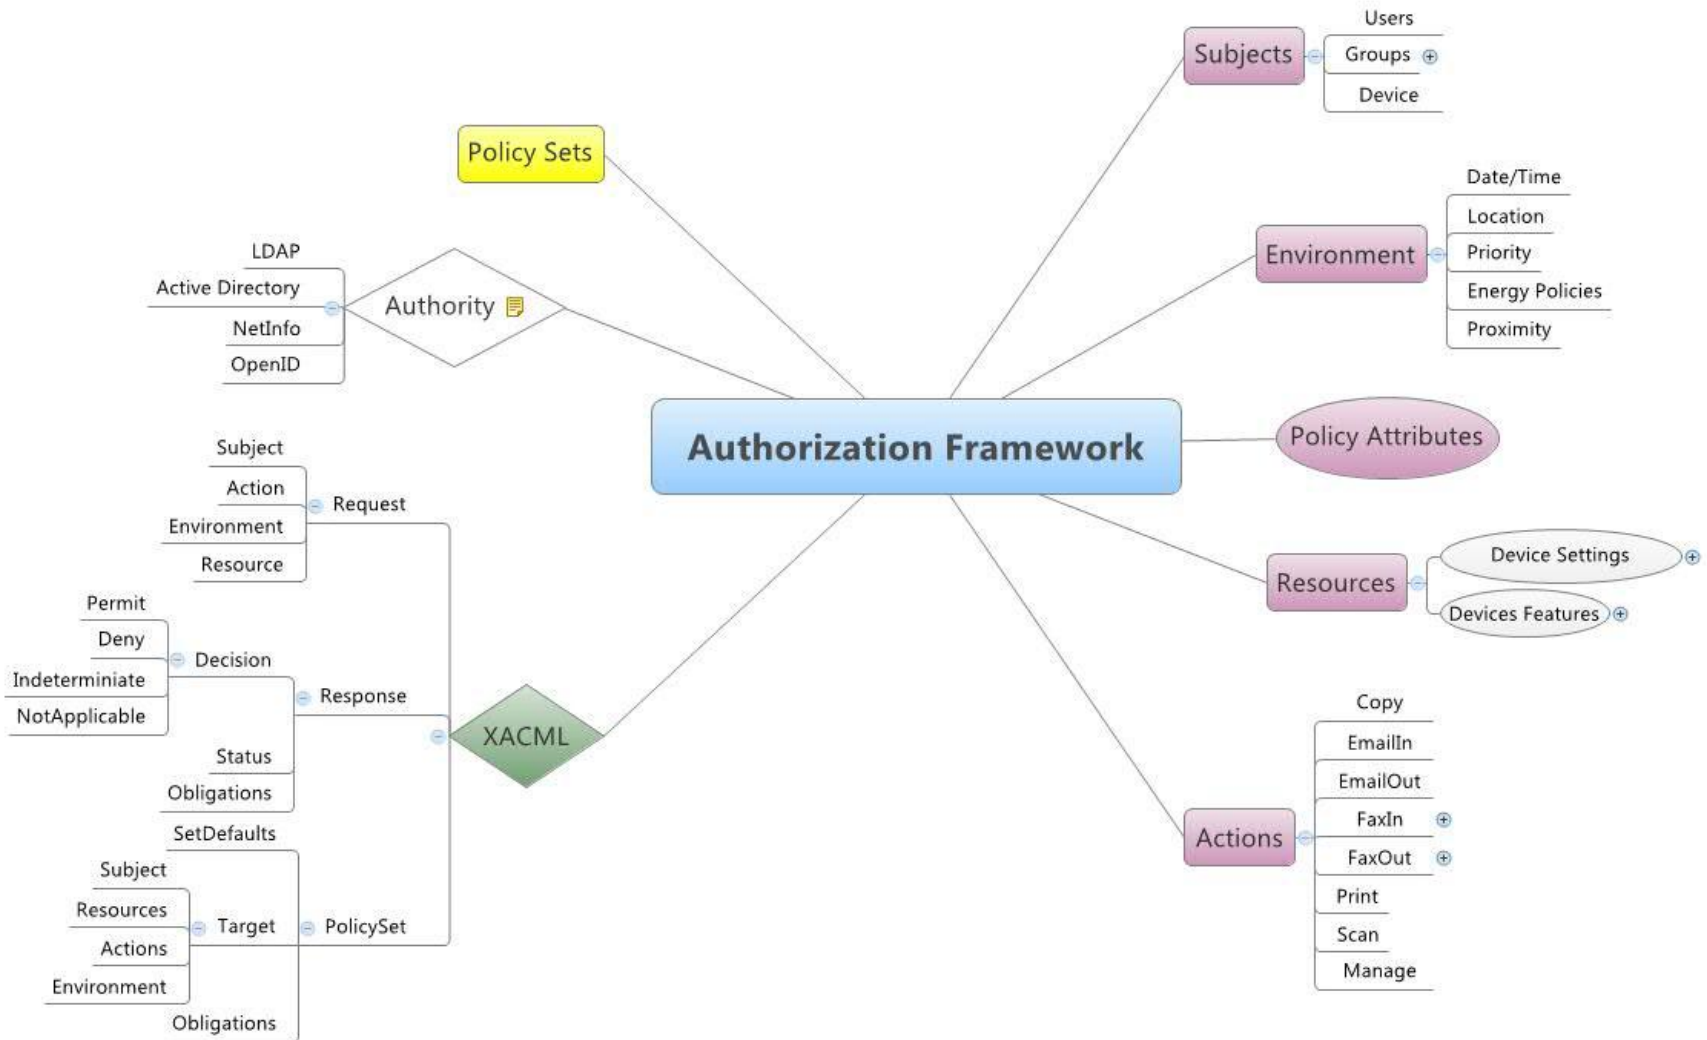 Authorization Framework
Subjects
Users
Groups
Device
Environment
Date/Time
Location
Priority
Energy Policies
Proximity
Policy Attributes
Resources
Device Settings
Devices Features
Actions
Copy
EmailIn
EmailOut
FaxIn
FaxOut
Print
Scan
Manage
Policy Sets
Authority
LDAP
Active Directory
NetInfo
OpenID
XACML
Request
Subject
Action
Environment
Resource
Response
Decision
Permit
Deny
Indeterminiate
NotApplicable
Status
Obligations
PolicySet
SetDefaults
Target
Subject
Resources
Actions
Environment
Obligations